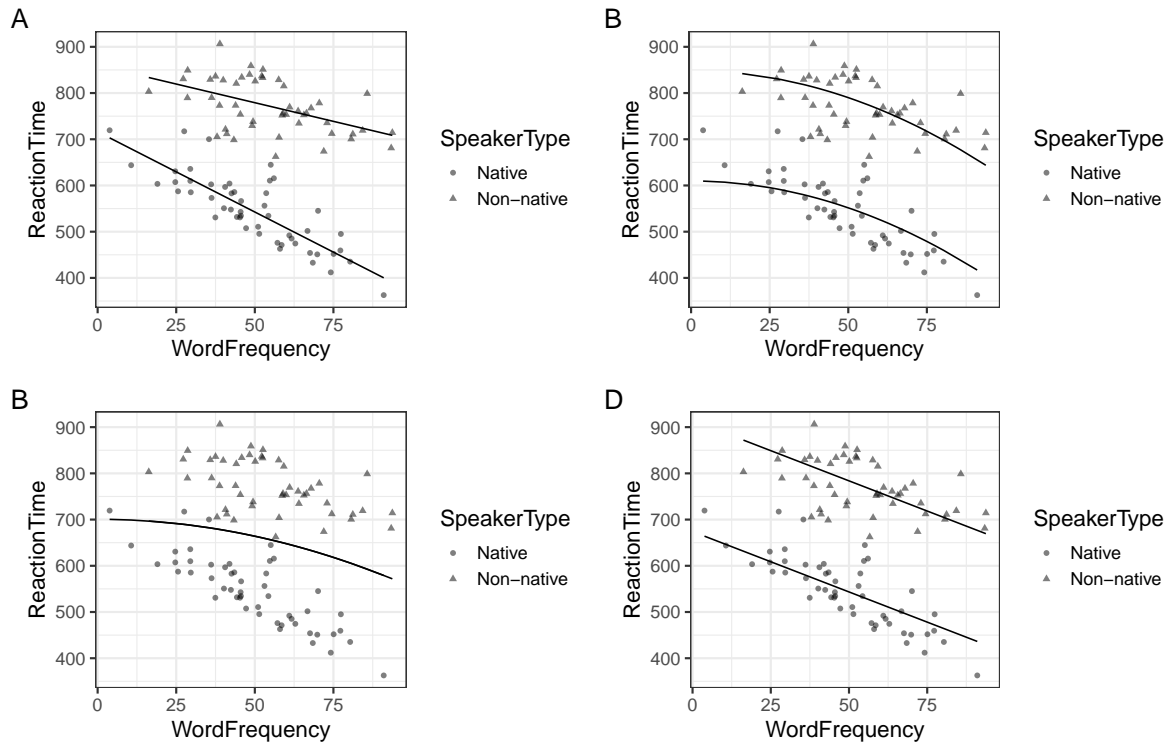 A
900
800
700
600
500
400
0
25
50
75
WordFrequency
ReactionTime
SpeakerType
Native
Non−native
B
900
800
700
600
500
400
0
25
50
75
WordFrequency
ReactionTime
SpeakerType
Native
Non−native
B
900
800
700
600
500
400
0
25
50
75
WordFrequency
ReactionTime
SpeakerType
Native
Non−native
D
900
800
700
600
500
400
0
25
50
75
WordFrequency
ReactionTime
SpeakerType
Native
Non−native